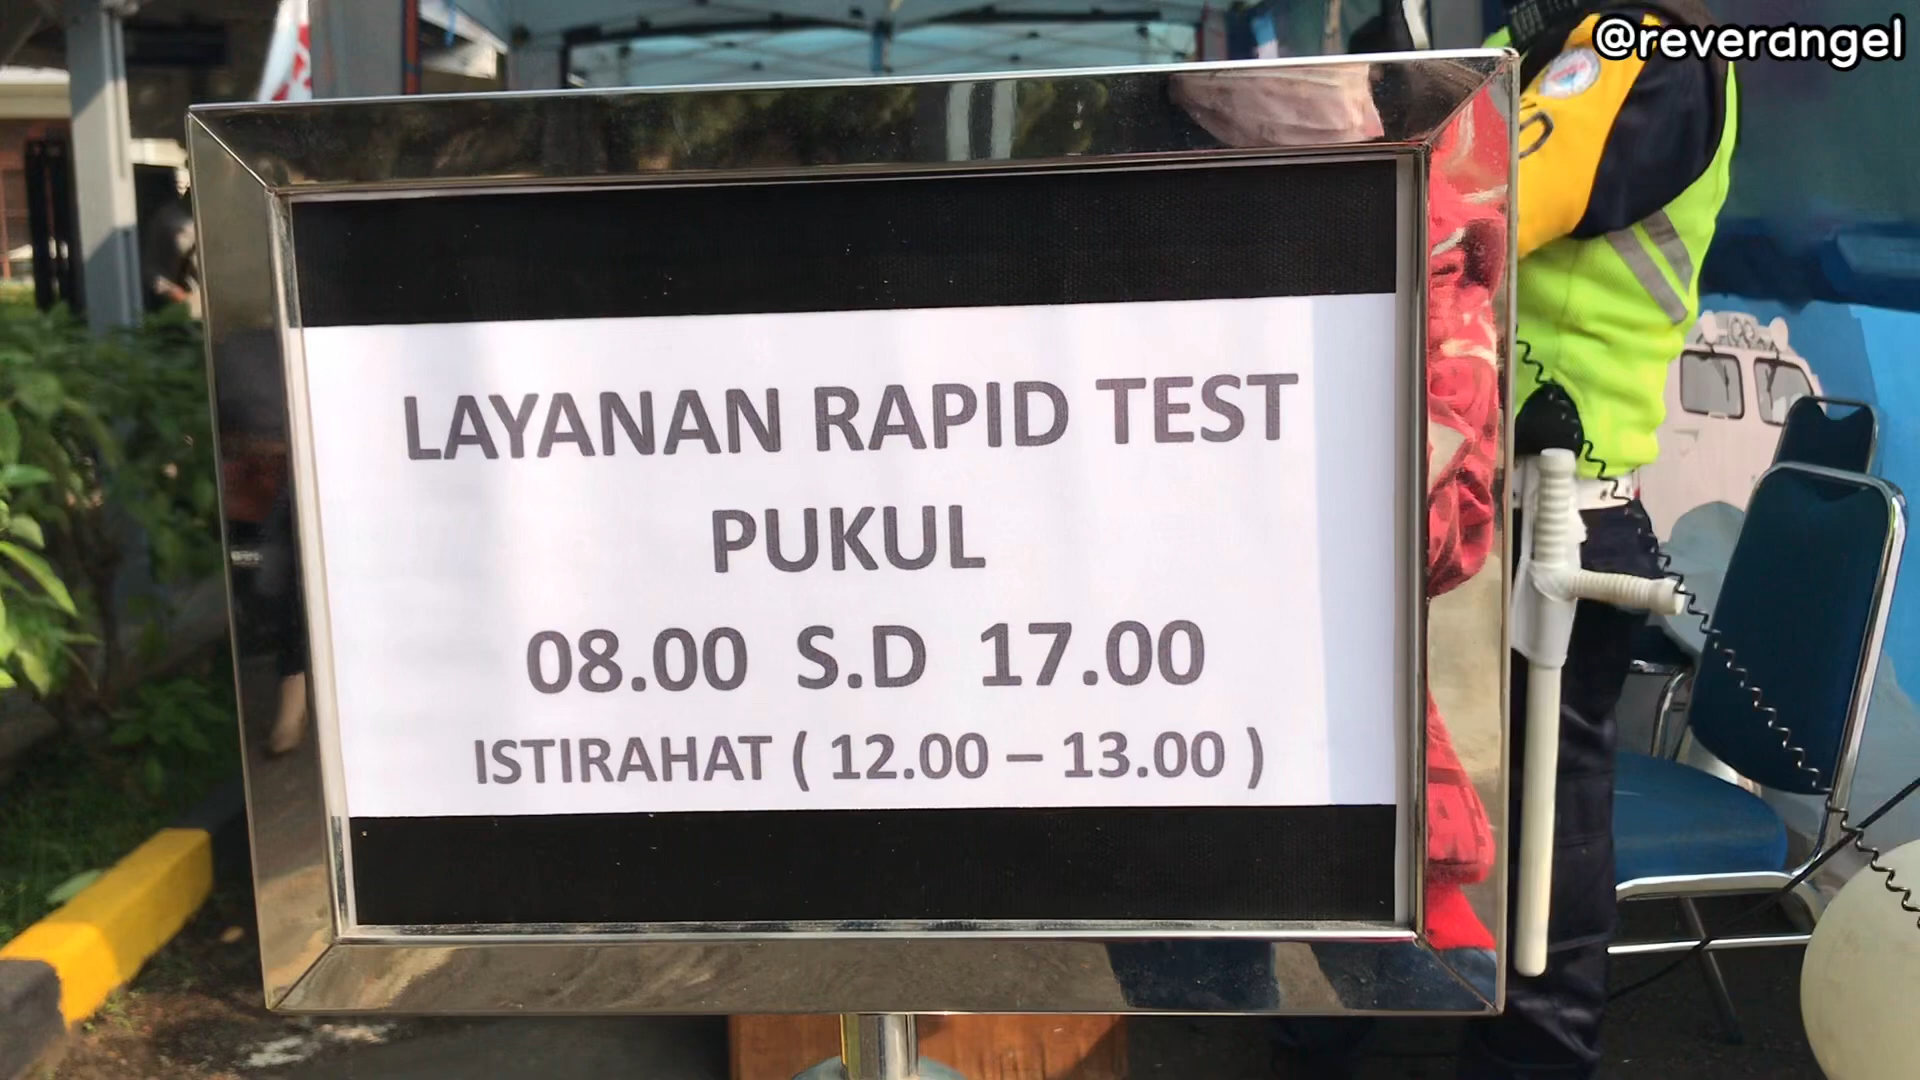 @reverangel
LAYANAN RAPID TEST
PUKUL
08.00 S.D 17.00
ISTIRAHAT ( 12.00 – 13.00 )